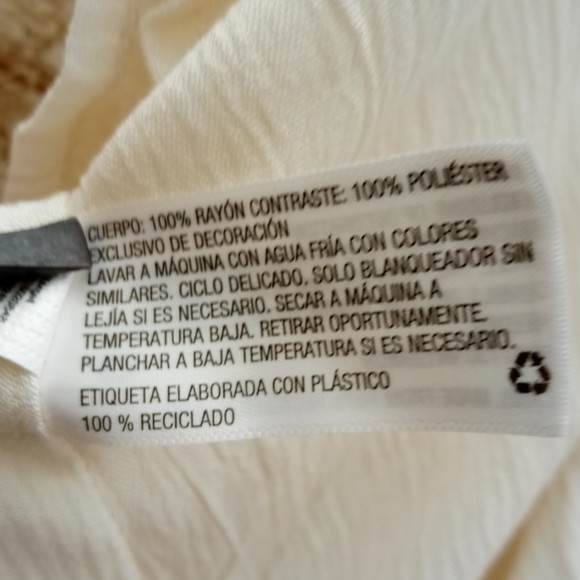 CUERPO: 100% RAYÓN CONTRASTE: 100% POLIÉSTER
EXCLUSIVO DE DECORACIÓN
LAVAR A MÁQUINA CON AGUA FRÍA CON COLORES
SIMILARES. CICLO DELICADO. SOLO BLANQUEADOR SIN
LEJÍA SI ES NECESARIO. SECAR A MÁQUINA A
TEMPERATURA BAJA. RETIRAR OPORTUNAMENTE.
PLANCHAR A BAJA TEMPERATURA SI ES NECESARIO.
ETIQUETA ELABORADA CON PLÁSTICO
100 % RECICLADO